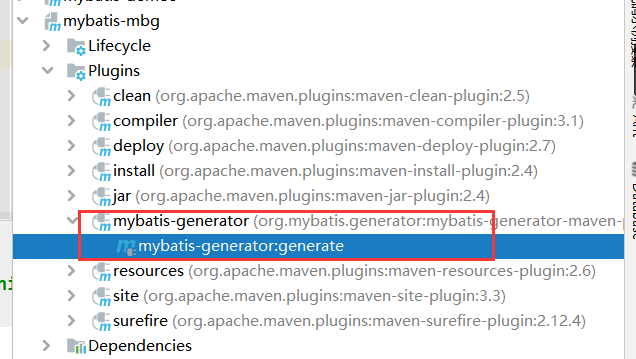 mybatis-mbg
Lifecycle
Plugins
clean (org.apache.maven.plugins:maven-clean-plugin:2.5)
compiler (org.apache.maven.plugins:maven-compiler-plugin:3.1)
deploy (org.apache.maven.plugins:maven-deploy-plugin:2.7)
install (org.apache.maven.plugins:maven-install-plugin:2.4)
jar (org.apache.maven.plugins:maven-jar-plugin:2.4)
mybatis-generator (org.mybatis.generator:mybatis-generator-maven-p
mybatis-generator:generate
resources (org.apache.maven.plugins:maven-resources-plugin:2.6)
site (org.apache.maven.plugins:maven-site-plugin:3.3)
surefire (org.apache.maven.plugins:maven-surefire-plugin:2.12.4)
Dependencies
Database